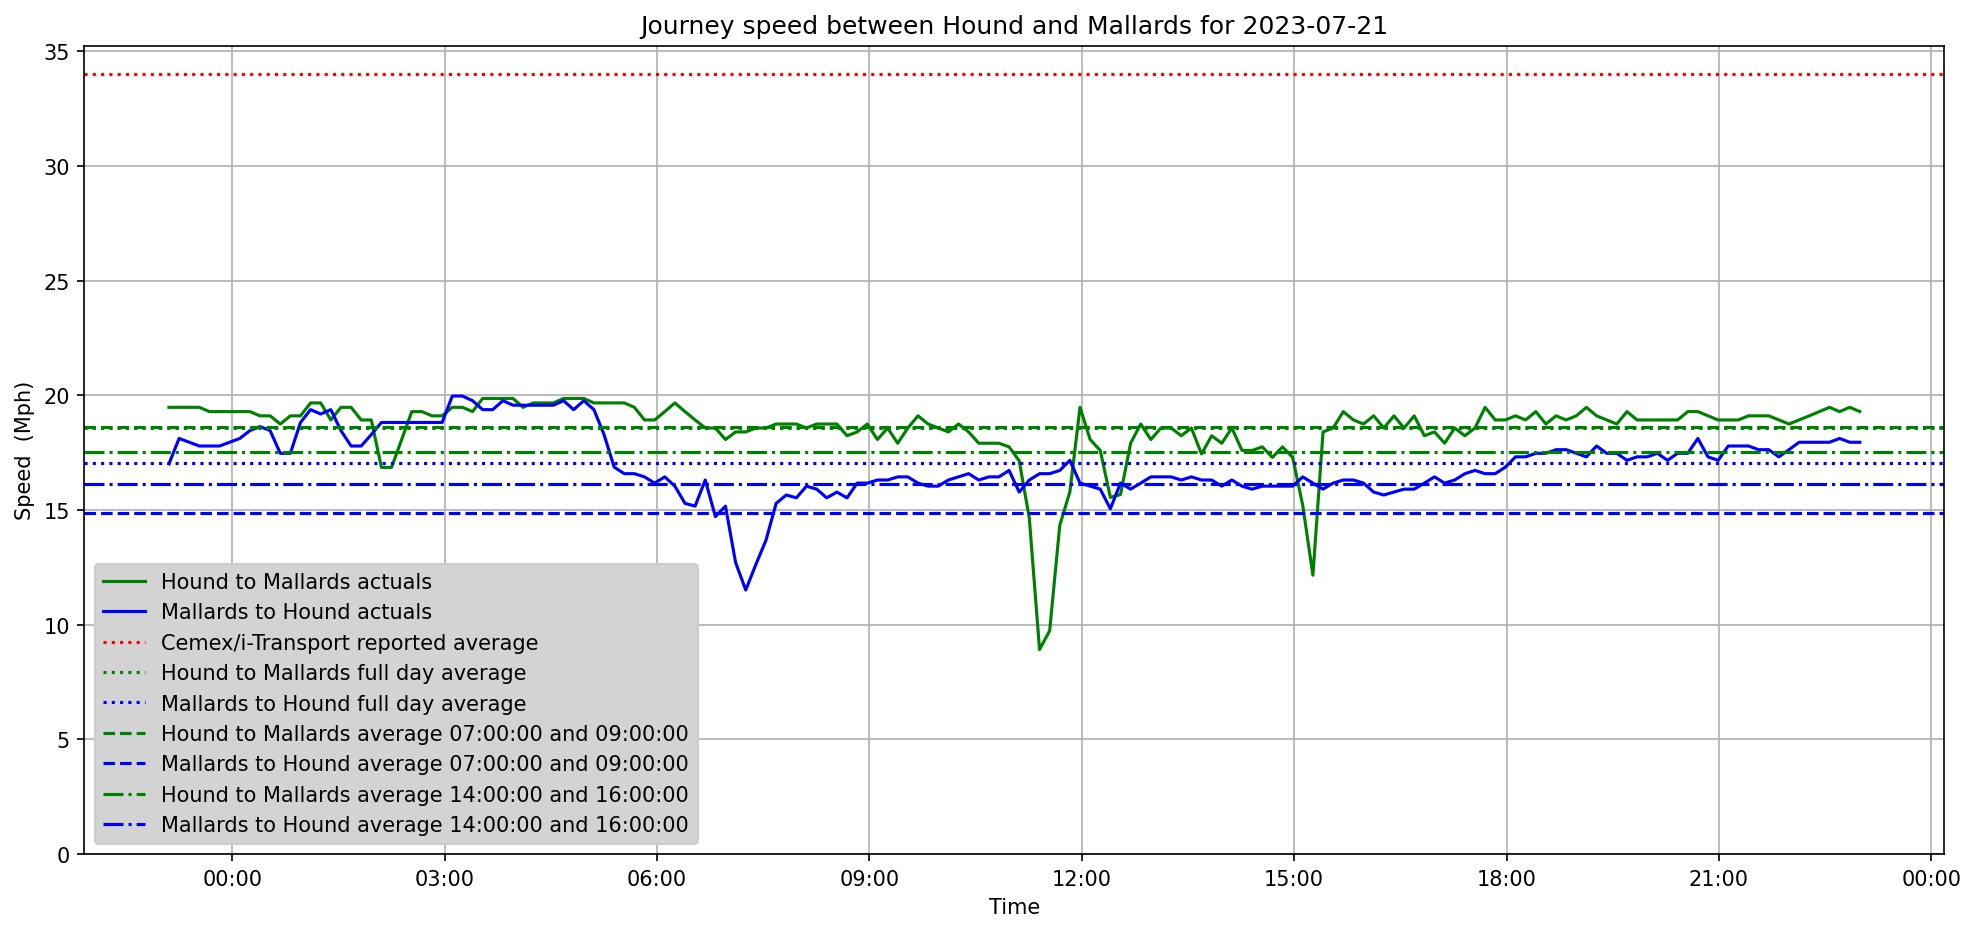 Journey speed between Hound and Mallards for 2023-07-21
35
30
25
20
15
10
5
0
Speed (Mph)
Hound to Mallards actuals
Mallards to Hound actuals
Cemex/i-Transport reported average
Hound to Mallards full day average
Mallards to Hound full day average
Hound to Mallards average 07:00:00 and 09:00:00
Mallards to Hound average 07:00:00 and 09:00:00
Hound to Mallards average 14:00:00 and 16:00:00
Mallards to Hound average 14:00:00 and 16:00:00
00:00 03:00 06:00 09:00 12:00 15:00 18:00 21:00 00:00
Time